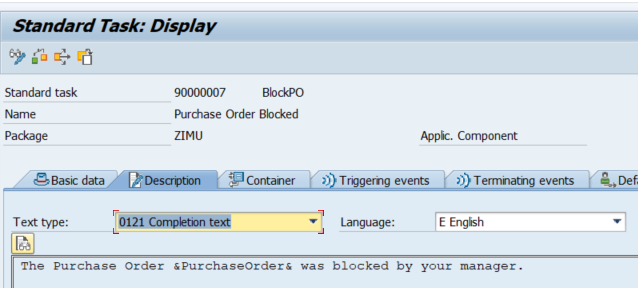 Standard Task: Display
Standard task 90000007 BlockPO
Name Purchase Order Blocked
Package ZIMU Applic. Component
Basic data Description Container Triggering events Terminating events Defa
Text type: 0121 Completion text Language: E English
The Purchase Order &PurchaseOrder& was blocked by your manager.